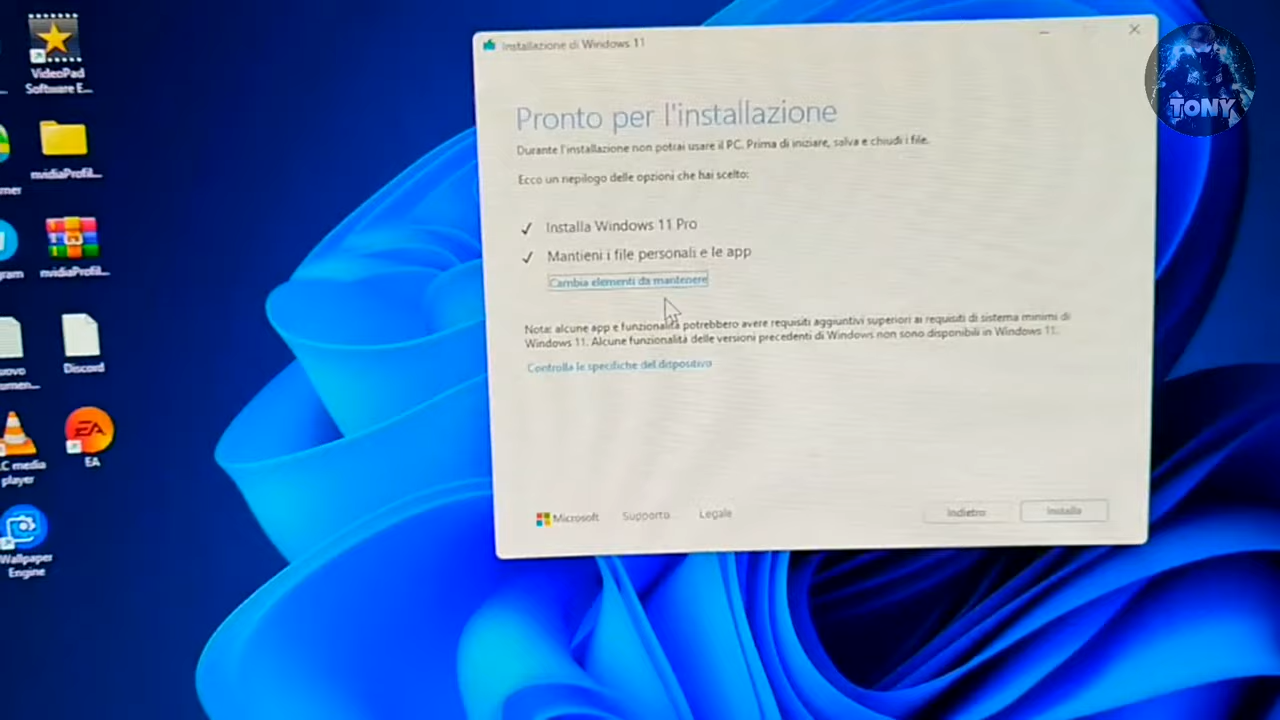 VideoPad
Software E...
nvidiaProfil...
nvidiaProfil...
Discord
C media
player
EA
EA
Wallpaper
Engine
Installazione di Windows 11
Pronto per l'installazione
Durante l'installazione non potrai usare il PC. Prima di iniziare, salva e chiudi i file.
Ecco un riepilogo delle opzioni che hai scelto:
Installa Windows 11 Pro
Mantieni i file personali e le app
Cambia elementi da mantenere
Nota: alcune app e funzionalità potrebbero avere requisiti aggiuntivi superiori ai requisiti di sistema minimi di
Windows 11. Alcune funzionalità delle versioni precedenti di Windows non sono disponibili in Windows 11.
Controlla le specifiche del dispositivo
Microsoft
Supporto
Legale
Indietro
Installa
TONY